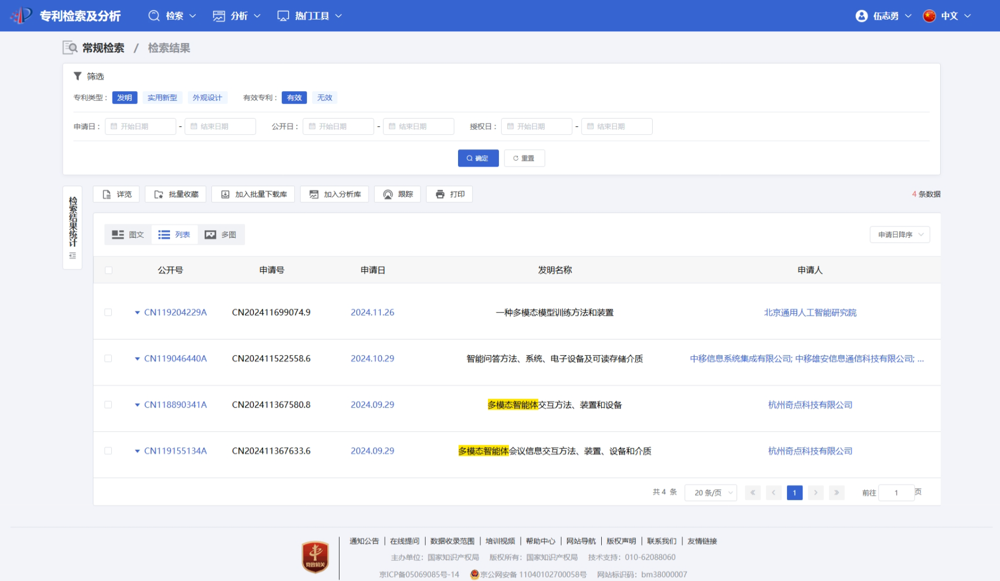 专利检索及分析 检索 分析 热门工具 伍志勇 中文
常规检索 / 检索结果
筛选
专利类型： 发明 实用新型 外观设计 有效专利： 有效 无效
申请日： 开始日期 - 结束日期 公开日： 开始日期 - 结束日期 授权日： 开始日期 - 结束日期
确定 重置
检索结果统计
详览 批量收藏 加入批量下载库 加入分析库 跟踪 打印 4 条数据
图文 列表 多图 申请日降序
公开号 申请号 申请日 发明名称 申请人
CN119204229A CN202411699074.9 2024.11.26 一种多模态模型训练方法和装置 北京通用人工智能研究院
CN119046440A CN202411522558.6 2024.10.29 智能问答方法、系统、电子设备及可读存储介质 中移信息系统集成有限公司; 中移雄安信息通信科技有限公司; ...
CN118890341A CN202411367580.8 2024.09.29 多模态智能体交互方法、装置和设备 杭州奇点科技有限公司
CN119155134A CN202411367633.6 2024.09.29 多模态智能体会议信息交互方法、装置、设备和介质 杭州奇点科技有限公司
共 4 条 20 条/页 « ‹ 1 › » 前往 1 页
党政机关
通知公告 | 在线提问 | 数据收录范围 | 培训视频 | 帮助中心 | 网站导航 | 版权声明 | 联系我们 | 友情链接
主办单位：国家知识产权局 版权所有：国家知识产权局 技术支持：010-62088060
京ICP备05069085号-14 京公网安备 11040102700058号 网站标识码：bm38000007